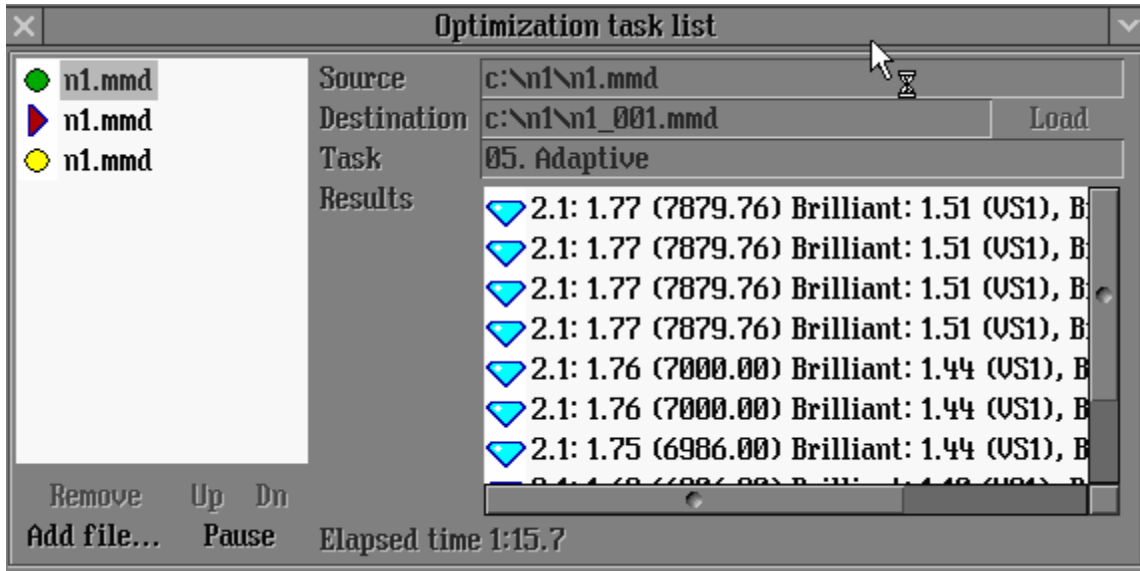 Optimization task list
n1.mmd
n1.mmd
n1.mmd
Source c:\n1\n1.mmd
Destination c:\n1\n1_001.mmd Load
Task 05. Adaptive
Results
2.1: 1.77 (7879.76) Brilliant: 1.51 (VS1),
2.1: 1.77 (7879.76) Brilliant: 1.51 (VS1),
2.1: 1.77 (7879.76) Brilliant: 1.51 (VS1),
2.1: 1.77 (7879.76) Brilliant: 1.51 (VS1),
2.1: 1.76 (7000.00) Brilliant: 1.44 (VS1), B
2.1: 1.76 (7000.00) Brilliant: 1.44 (VS1), B
2.1: 1.75 (6986.00) Brilliant: 1.44 (VS1), B
Remove Up Dn
Add file... Pause
Elapsed time 1:15.7